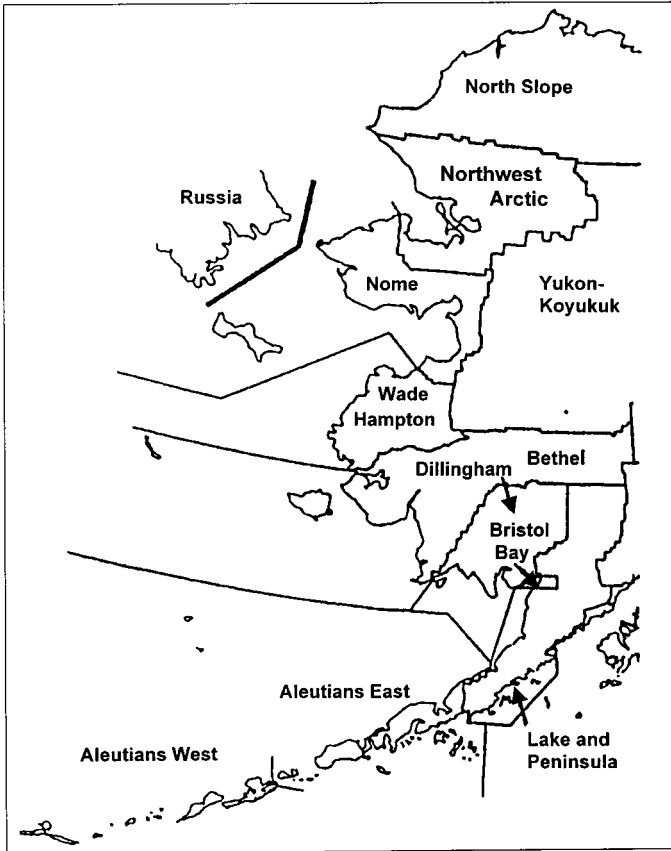 North Slope
Northwest
Arctic
Russia
Nome
Yukon-
Koyukuk
Wade
Hampton
Bethel
Dillingham
Bristol
Bay
Aleutians East
Lake and
Peninsula
Aleutians West